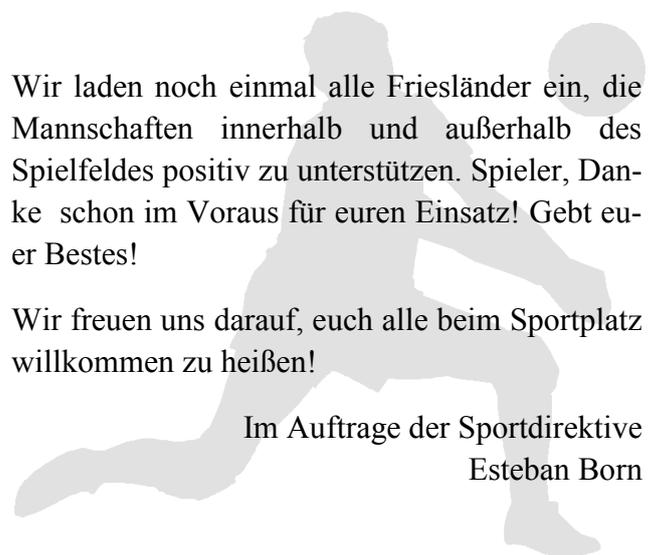 Wir laden noch einmal alle Friesländer ein, die
Mannschaften innerhalb und außerhalb des
Spielfeldes positiv zu unterstützen. Spieler, Dan-
ke schon im Voraus für euren Einsatz! Gebt eu-
er Bestes!
Wir freuen uns darauf, euch alle beim Sportplatz
willkommen zu heißen!
Im Auftrage der Sportdirektive
Esteban Born